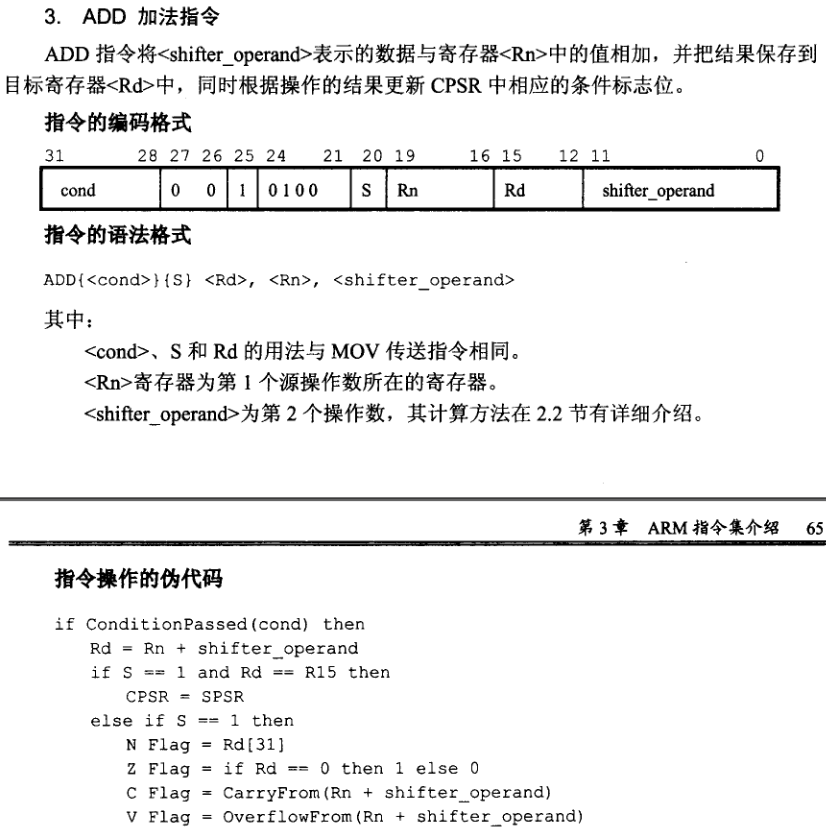 3. ADD 加法指令
ADD 指令将<shifter_operand>表示的数据与寄存器<Rn>中的值相加，并把结果保存到
目标寄存器<Rd>中，同时根据操作的结果更新 CPSR 中相应的条件标志位。
指令的编码格式
31 28 27 26 25 24 21 20 19 16 15 12 11 0
cond 0 0 1 0100 S Rn Rd shifter_operand
指令的语法格式
ADD{<cond>}{S} <Rd>, <Rn>, <shifter_operand>
其中：
<cond>、S 和 Rd 的用法与 MOV 传送指令相同。
<Rn>寄存器为第 1 个源操作数所在的寄存器。
<shifter_operand>为第 2 个操作数，其计算方法在 2.2 节有详细介绍。
第 3 章 ARM 指令集介绍 65
指令操作的伪代码
if ConditionPassed(cond) then
Rd = Rn + shifter_operand
if S == 1 and Rd == R15 then
CPSR = SPSR
else if S == 1 then
N Flag = Rd[31]
Z Flag = if Rd == 0 then 1 else 0
C Flag = CarryFrom(Rn + shifter_operand)
V Flag = OverflowFrom(Rn + shifter_operand)